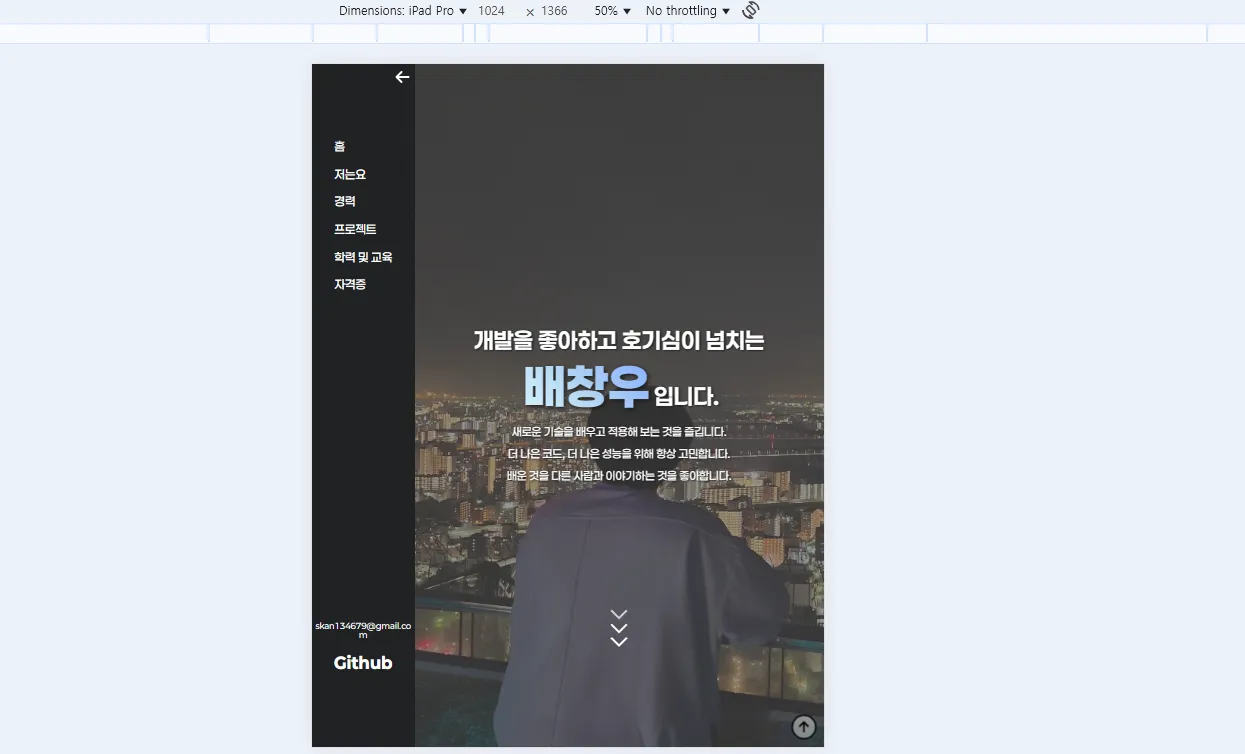 Dimensions: iPad Pro ▼ 1024 × 1366 50% ▼ No throttling ▼
홈
저는요
경력
프로젝트
학력 및 교육
자격증
skan134679@gmail.co
m
Github
개발을 좋아하고 호기심이 넘치는
배창우 입니다.
새로운 기술을 배우고 적용해 보는 것을 즐깁니다.
더 나은 코드, 더 나은 성능을 위해 항상 고민합니다.
배운 것을 다른 사람과 이야기하는 것을 좋아합니다.